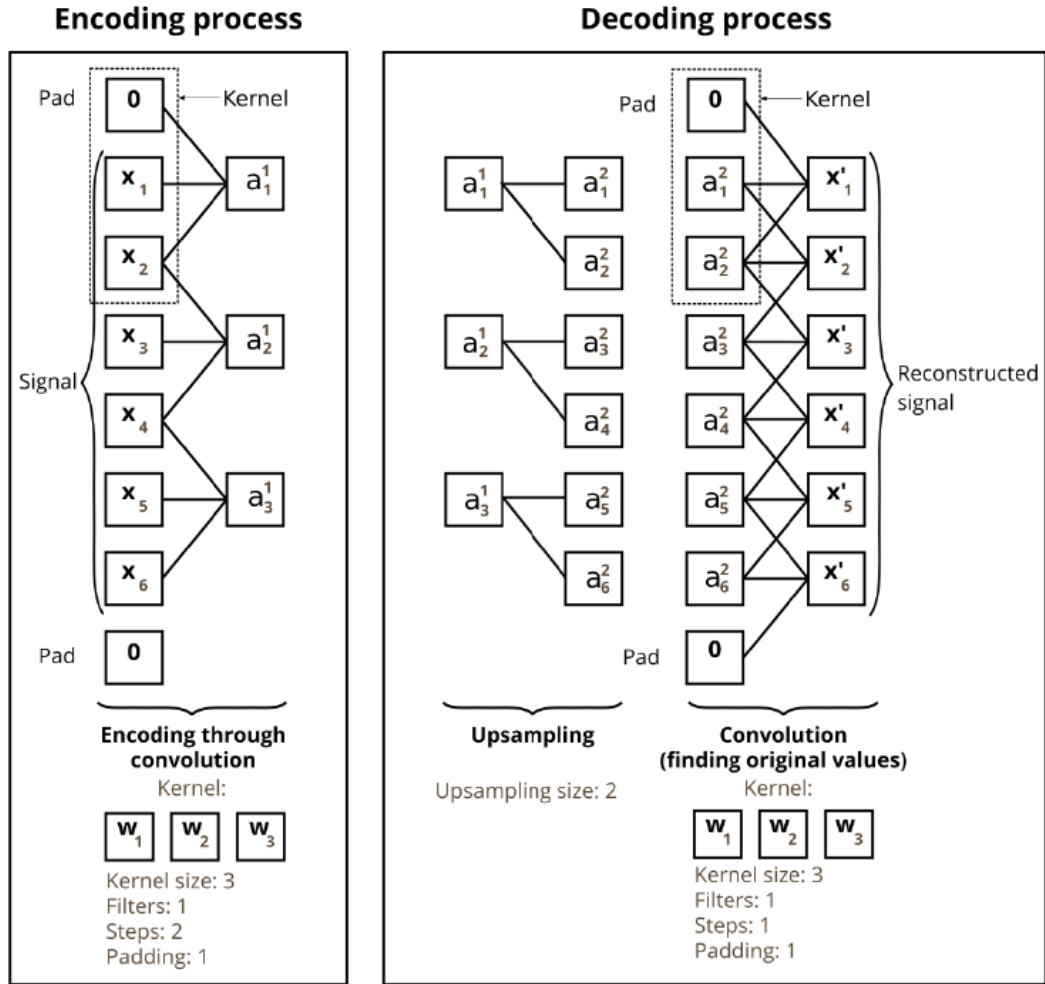 Encoding process
Pad
0
Kernel
x1
a¹₁
x2
Signal
x3
a¹₂
x4
x5
a¹₃
x6
Pad
0
Encoding through
convolution
Kernel:
w1 w2 w3
Kernel size: 3
Filters: 1
Steps: 2
Padding: 1
Decoding process
a¹₁ a²₁
a²₂
a¹₂ a²₃
a²₄
a¹₃ a²₅
a²₆
Upsampling
Upsampling size: 2
Pad
0
Kernel
a²₁ x'1
a²₂ x'2
a²₃ x'3
a²₄ x'4
a²₅ x'5
a²₆ x'6
Reconstructed
signal
Pad
0
Convolution
(finding original values)
Kernel:
w1 w2 w3
Kernel size: 3
Filters: 1
Steps: 1
Padding: 1